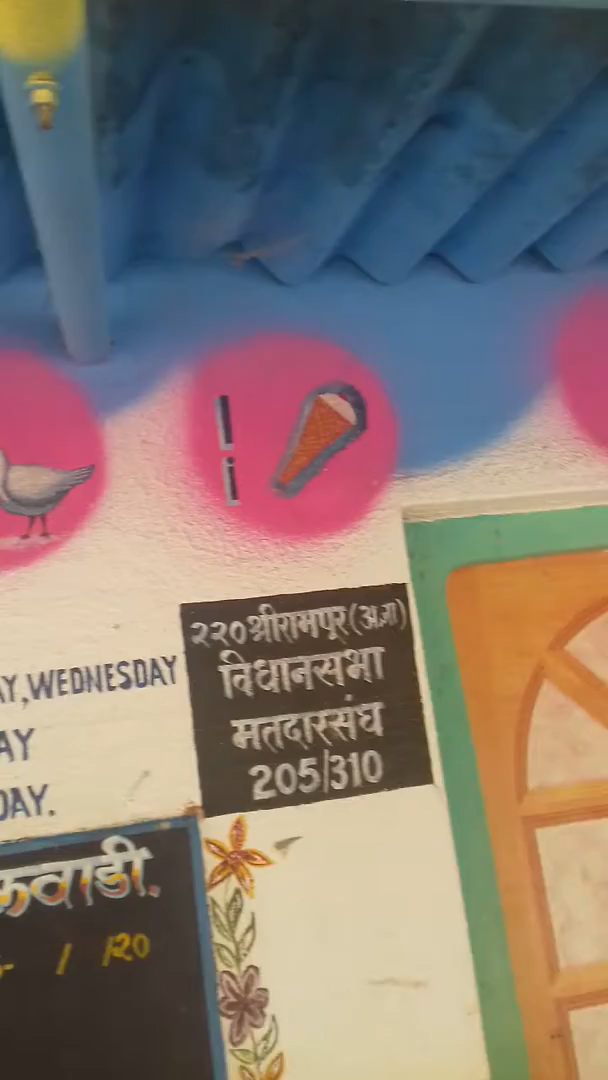 I
i
२२० श्रीरामपूर (अ.जा)
विधानसभा
मतदारसंघ
205/310
AY, WEDNESDAY
AY
DAY.
कवाडी.
/ /20